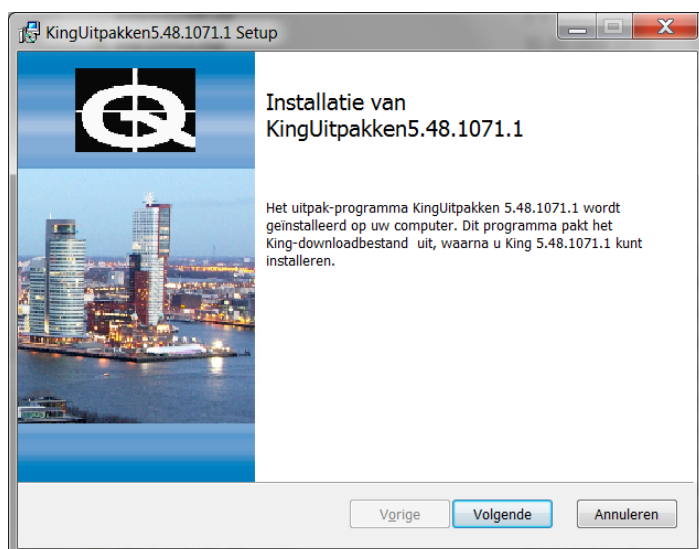 KingUitpakken5.48.1071.1 Setup
Installatie van
KingUitpakken5.48.1071.1
Het uitpak-programma KingUitpakken 5.48.1071.1 wordt
geïnstalleerd op uw computer. Dit programma pakt het
King-downloadbestand  uit, waarna u King 5.48.1071.1 kunt
installeren.
Vorige
Volgende
Annuleren